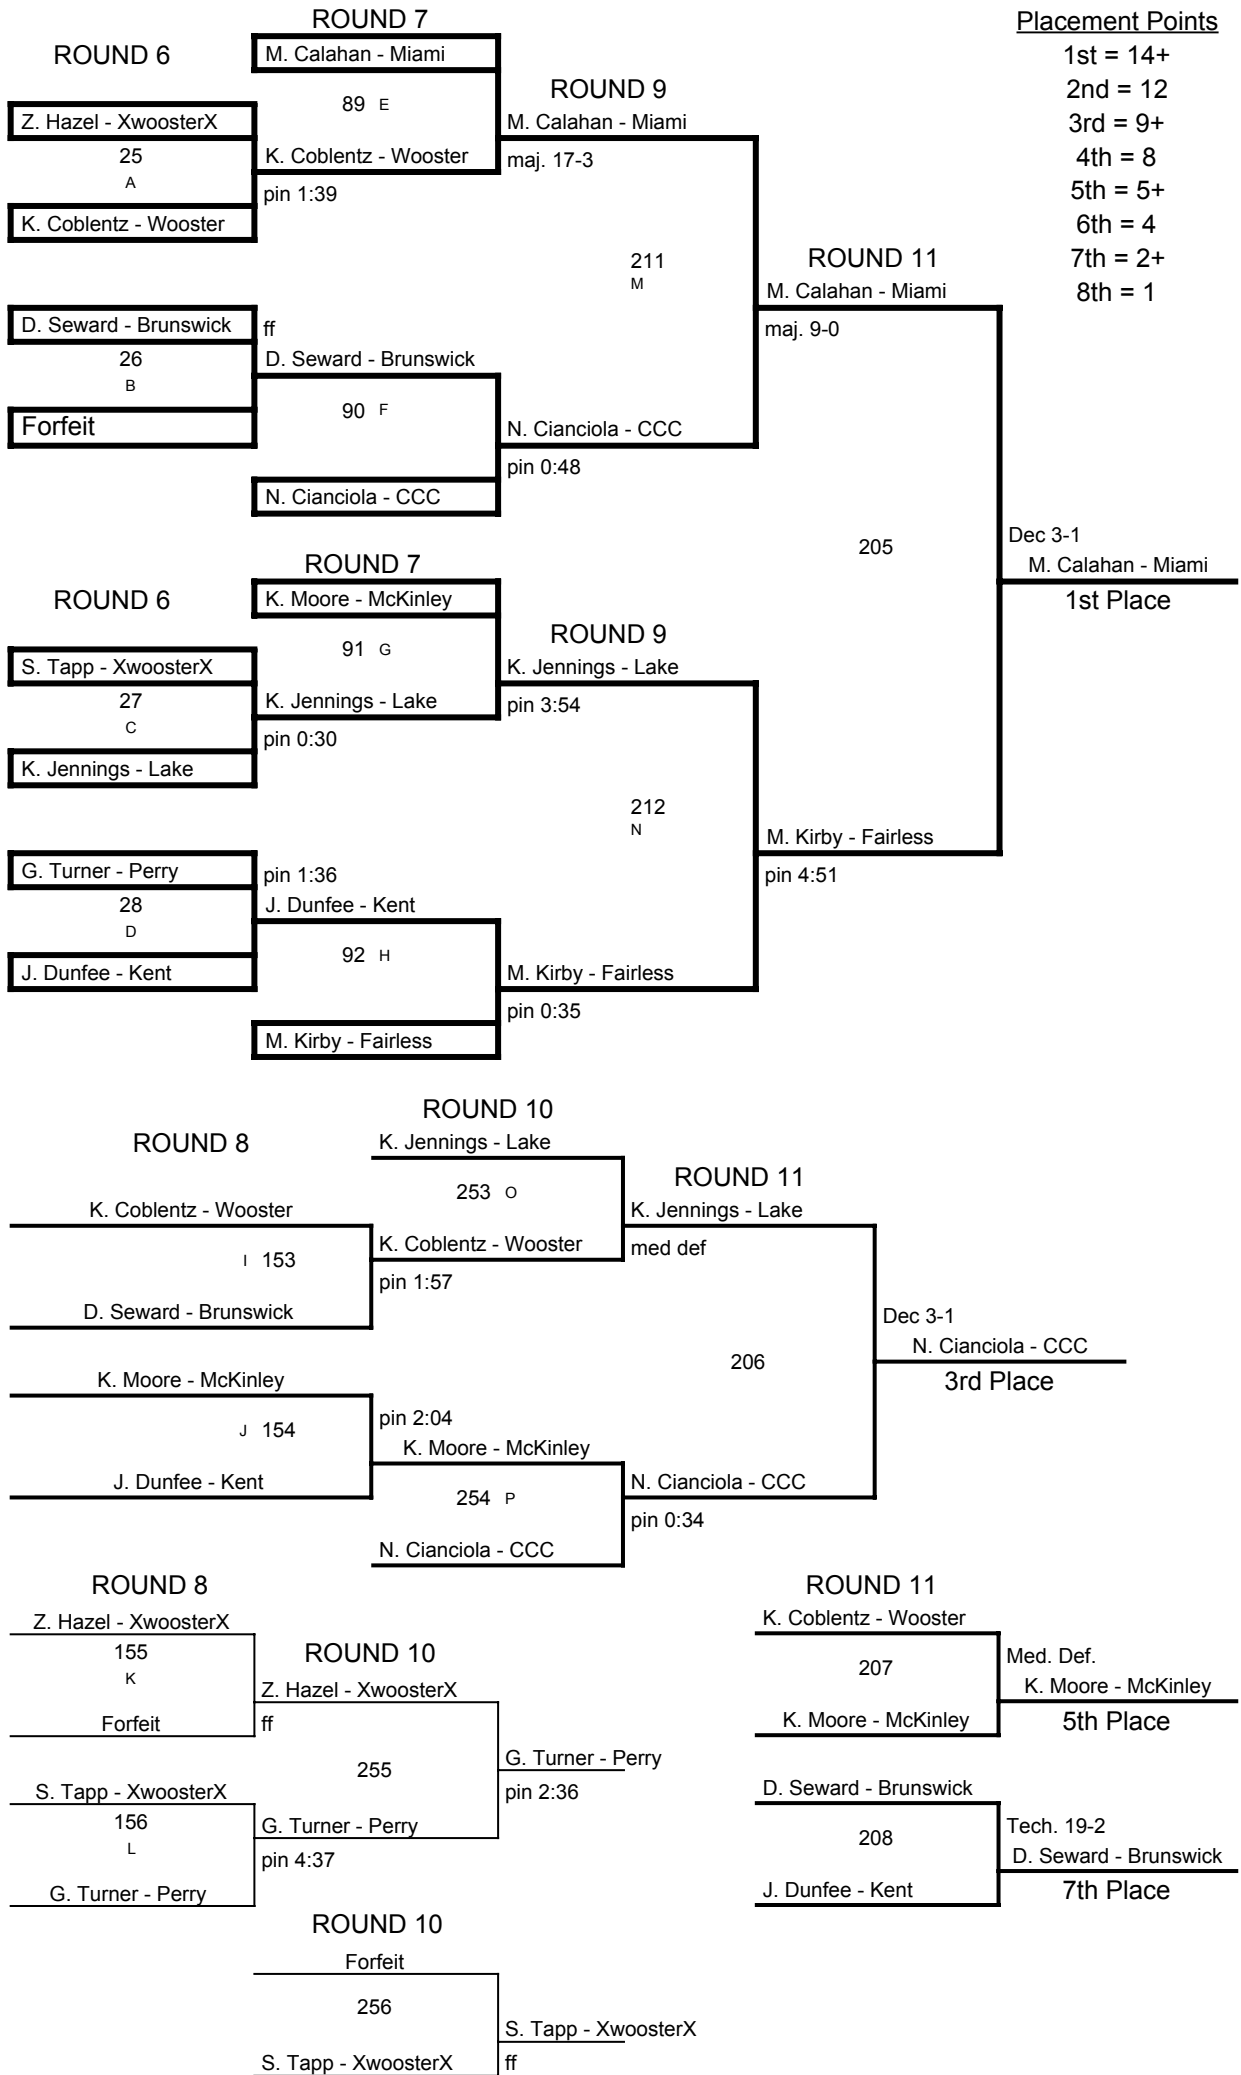 ROUND 7
Placement Points
ROUND 6
M. Calahan - Miami
1st = 14+
89 E
ROUND 9
2nd = 12
Z. Hazel - XwoosterX
M. Calahan - Miami
3rd = 9+
25
K. Coblentz - Wooster
maj. 17-3
4th = 8
A
pin 1:39
5th = 5+
K. Coblentz - Wooster
6th = 4
211
ROUND 11
7th = 2+
M
M. Calahan - Miami
8th = 1
D. Seward - Brunswick
ff
maj. 9-0
26
D. Seward - Brunswick
B
90 F
Forfeit
N. Cianciola - CCC
pin 0:48
N. Cianciola - CCC
205
Dec 3-1
ROUND 7
M. Calahan - Miami
ROUND 6
K. Moore - McKinley
1st Place
91 G
ROUND 9
S. Tapp - XwoosterX
K. Jennings - Lake
27
K. Jennings - Lake
pin 3:54
C
pin 0:30
K. Jennings - Lake
212
N
M. Kirby - Fairless
G. Turner - Perry
pin 1:36
pin 4:51
28
J. Dunfee - Kent
D
92 H
J. Dunfee - Kent
M. Kirby - Fairless
pin 0:35
M. Kirby - Fairless
ROUND 10
ROUND 8
K. Jennings - Lake
ROUND 11
253 O
K. Coblentz - Wooster
K. Jennings - Lake
I 153
K. Coblentz - Wooster
med def
pin 1:57
D. Seward - Brunswick
Dec 3-1
N. Cianciola - CCC
206
K. Moore - McKinley
3rd Place
J 154
pin 2:04
K. Moore - McKinley
J. Dunfee - Kent
N. Cianciola - CCC
254 P
pin 0:34
N. Cianciola - CCC
ROUND 8
ROUND 11
Z. Hazel - XwoosterX
K. Coblentz - Wooster
155
ROUND 10
207
Med. Def.
K
Z. Hazel - XwoosterX
K. Moore - McKinley
Forfeit
ff
K. Moore - McKinley
5th Place
255
G. Turner - Perry
S. Tapp - XwoosterX
pin 2:36
D. Seward - Brunswick
156
G. Turner - Perry
208
Tech. 19-2
L
pin 4:37
D. Seward - Brunswick
G. Turner - Perry
J. Dunfee - Kent
7th Place
ROUND 10
Forfeit
256
S. Tapp - XwoosterX
S. Tapp - XwoosterX
ff